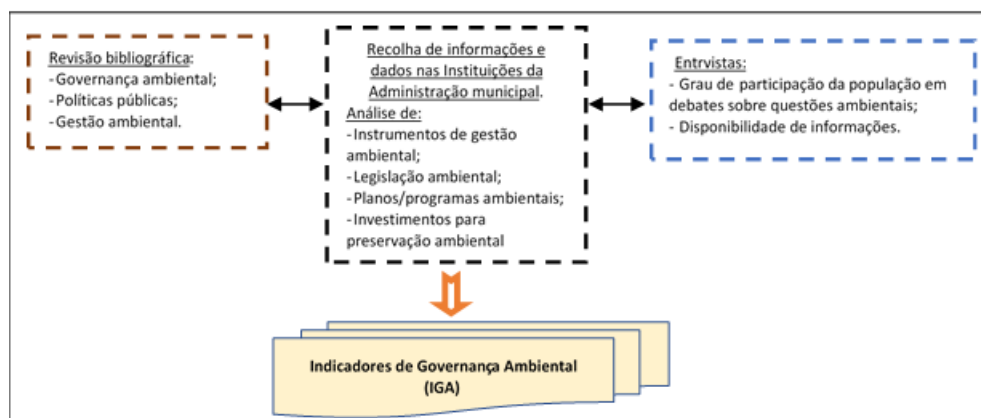 Revisão bibliográfica:
-Governança ambiental;
-Políticas públicas;
-Gestão ambiental.
Recolha de informações e
dados nas Instituições da
Administração municipal.
Análise de:
-Instrumentos de gestão
ambiental;
-Legislação ambiental;
-Planos/programas ambientais;
-Investimentos para
preservação ambiental
Entrvistas:
- Grau de participação da população em
debates sobre questões ambientais;
- Disponibilidade de informações.
Indicadores de Governança Ambiental
(IGA)